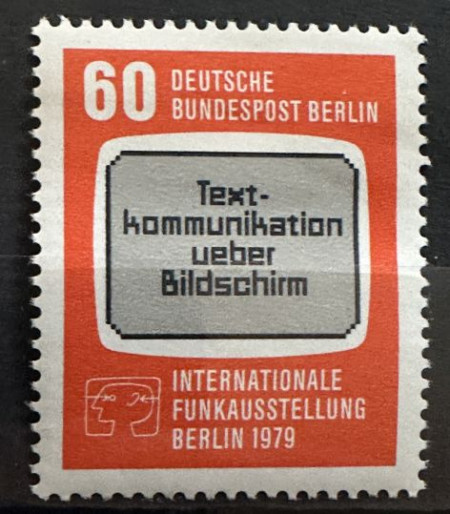 60 DEUTSCHE
BUNDESPOST BERLIN
Text-
kommunikation
ueber
Bildschirm
INTERNATIONALE
FUNKAUSSTELLUNG
BERLIN 1979